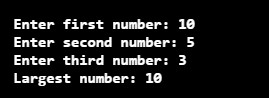 Enter first number: 10
Enter second number: 5
Enter third number: 3
Largest number: 10